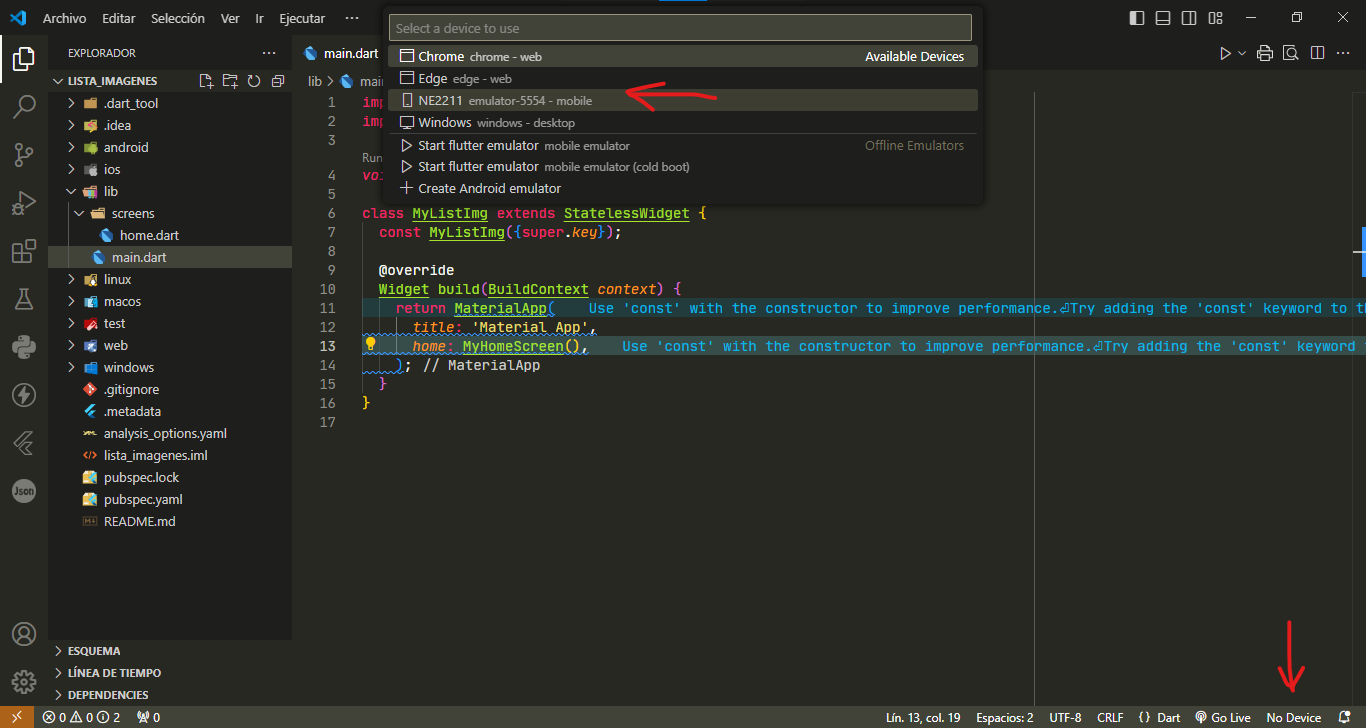 Archivo Editar Selección Ver Ir Ejecutar ···
Select a device to use
Chrome chrome - web Available Devices
Edge edge - web
NE2211 emulator-5554 - mobile
Windows windows - desktop
Start flutter emulator mobile emulator Offline Emulators
Start flutter emulator mobile emulator (cold boot)
Create Android emulator
EXPLORADOR
LISTA_IMAGENES
.dart_tool
.idea
android
ios
lib
screens
home.dart
main.dart
linux
macos
test
web
windows
.gitignore
.metadata
analysis_options.yaml
lista_imagenes.iml
pubspec.lock
pubspec.yaml
README.md
ESQUEMA
LÍNEA DE TIEMPO
DEPENDENCIES
Json
main.dart
lib > mai
1 imp
2 imp
3
Run
4 voi
5
6 class MyListImg extends StatelessWidget {
7 const MyListImg({super.key});
8
9 @override
10 Widget build(BuildContext context) {
11 return MaterialApp( Use 'const' with the constructor to improve performance.⏎Try adding the 'const' keyword to th
12 title: 'Material App',
13 home: MyHomeScreen(), Use 'const' with the constructor to improve performance.⏎Try adding the 'const' keyword t
14 ); // MaterialApp
15 }
16 }
17
0 0 2 0 Lín. 13, col. 19 Espacios: 2 UTF-8 CRLF {} Dart Go Live No Device